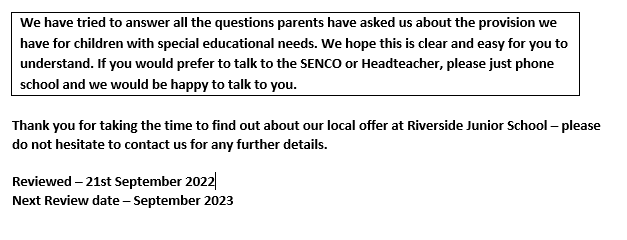 We have tried to answer all the questions parents have asked us about the provision we
have for children with special educational needs. We hope this is clear and easy for you to
understand. If you would prefer to talk to the SENCO or Headteacher, please just phone
school and we would be happy to talk to you.
Thank you for taking the time to find out about our local offer at Riverside Junior School – please
do not hesitate to contact us for any further details.
Reviewed – 21st September 2022
Next Review date – September 2023